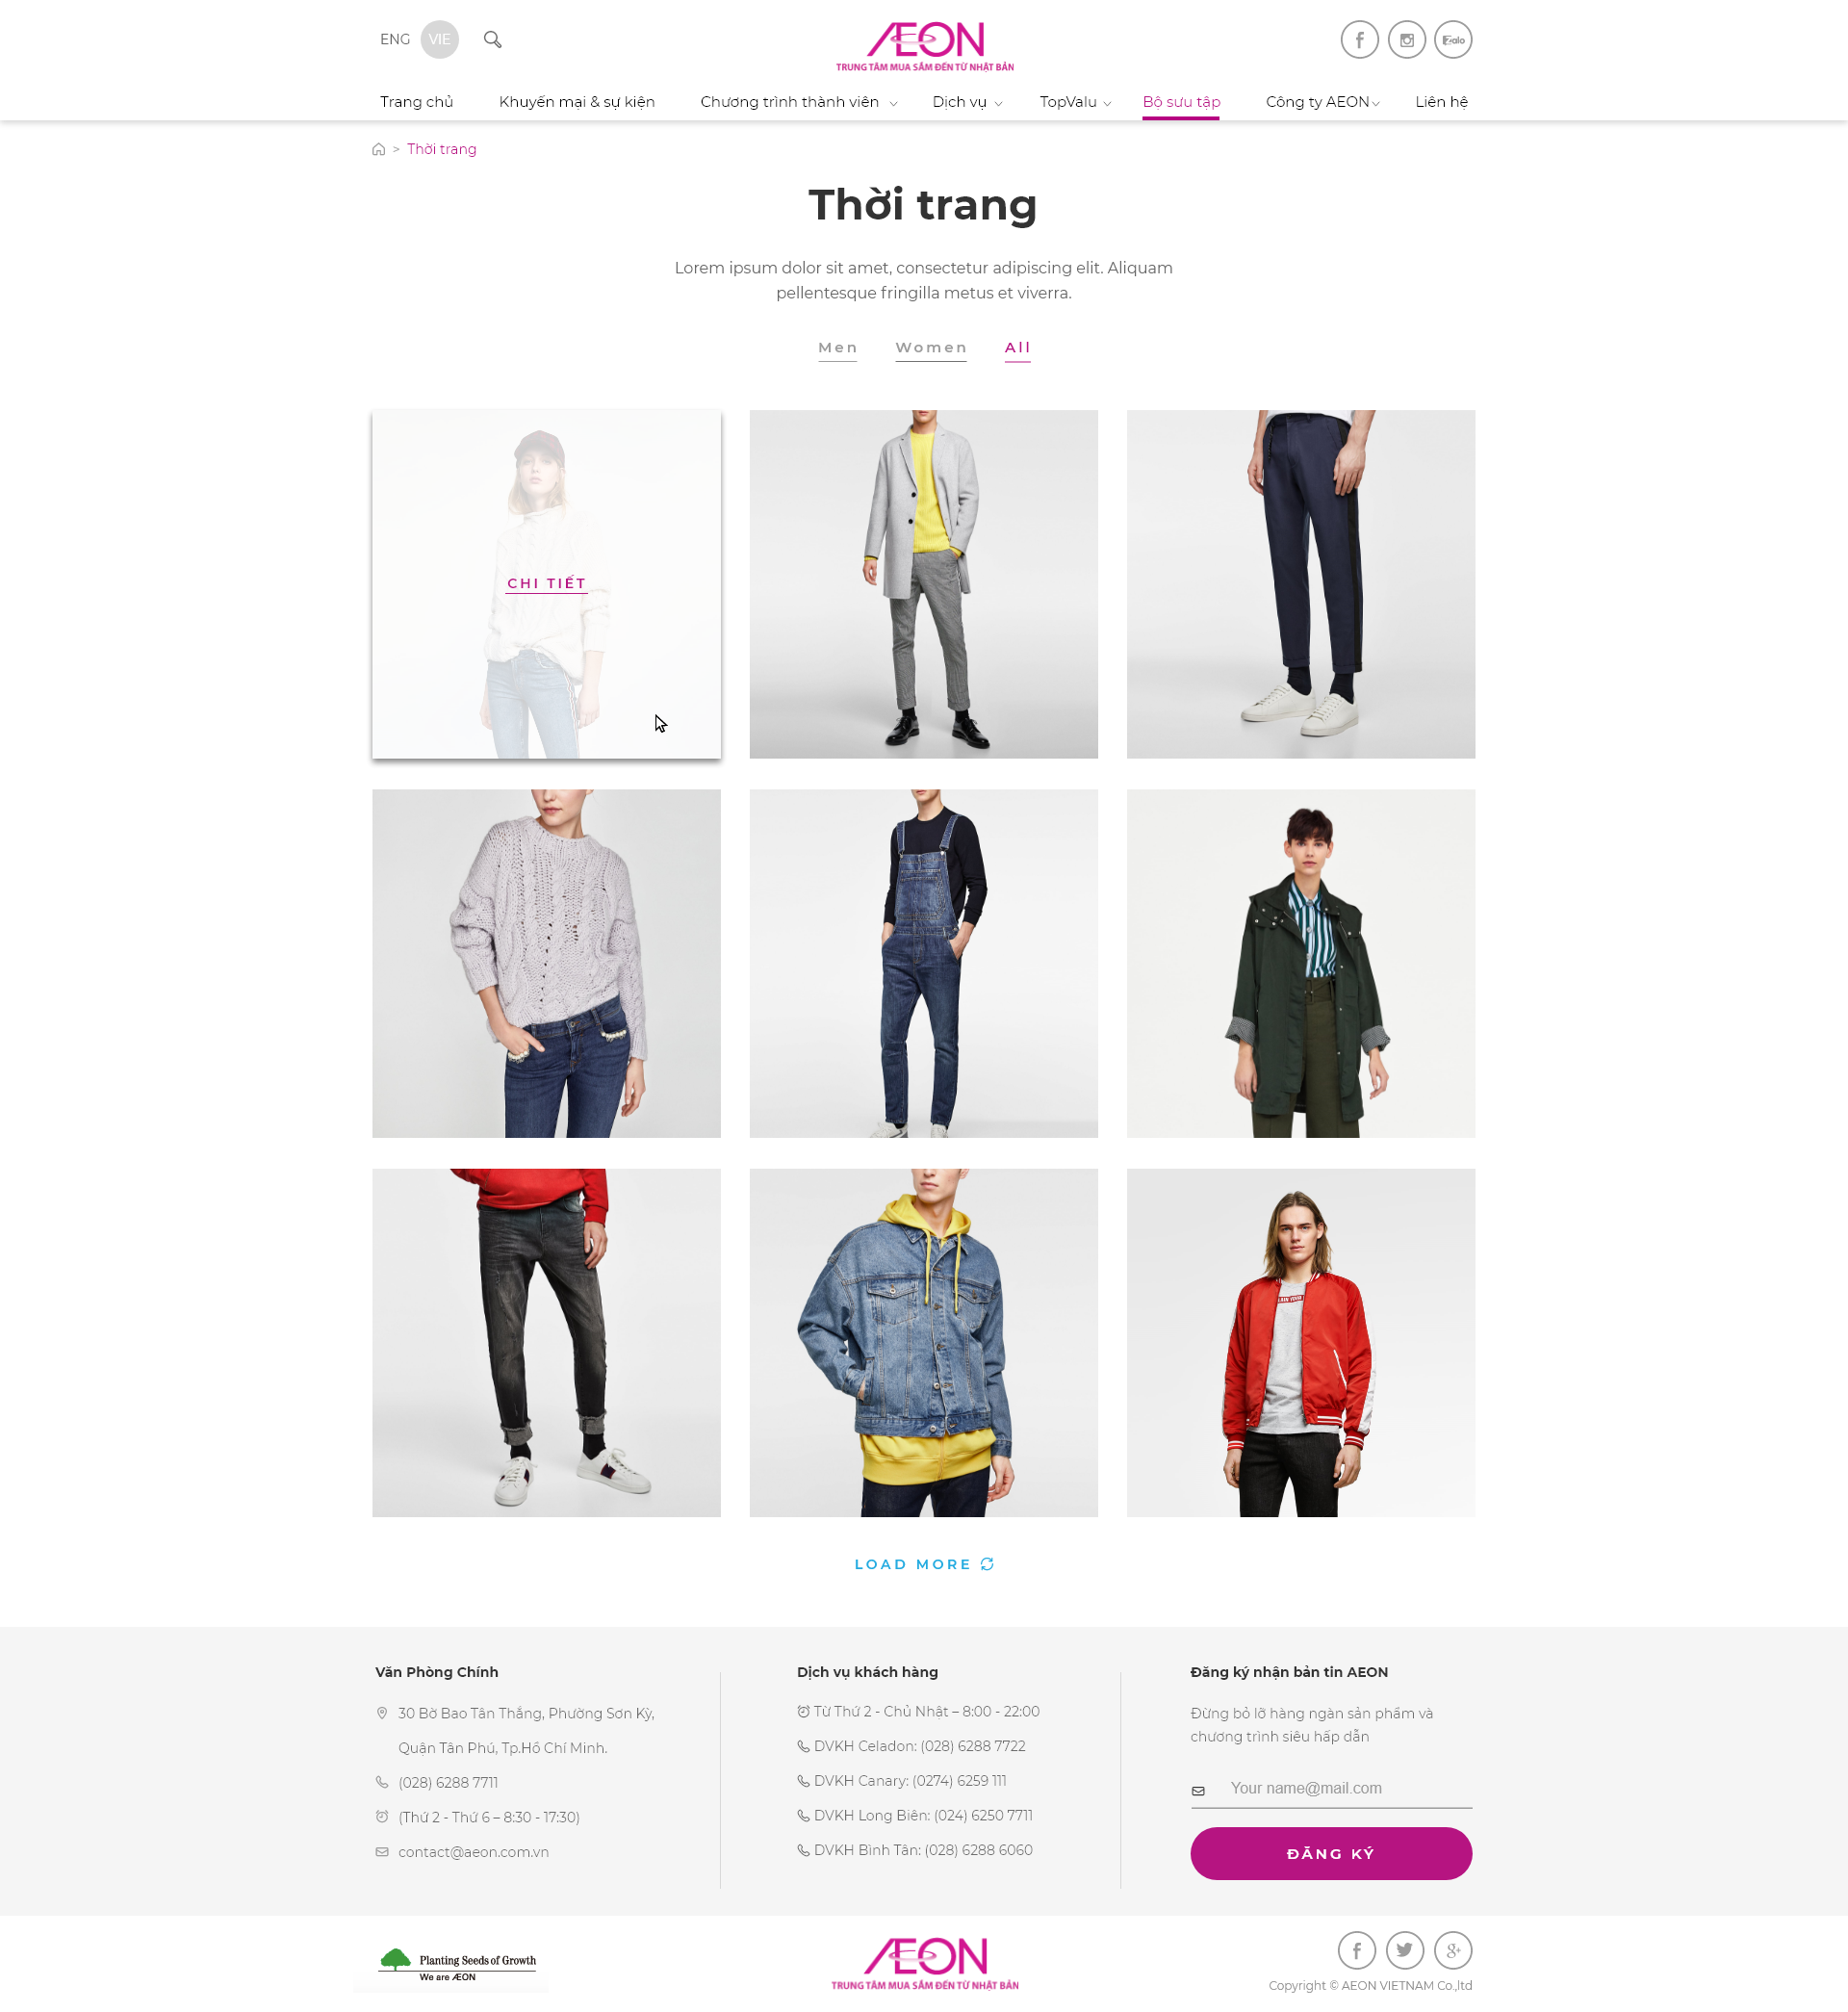 ENG VIE
ÆON
TRUNG TÂM MUA SẮM ĐẾN TỪ NHẬT BẢN
Zalo
Trang chủ Khuyến mại & sự kiện Chương trình thành viên Dịch vụ TopValu Bộ sưu tập Công ty AEON Liên hệ
> Thời trang
Thời trang
Lorem ipsum dolor sit amet, consectetur adipiscing elit. Aliquam
pellentesque fringilla metus et viverra.
Men Women All
CHI TIẾT
LOAD MORE
Văn Phòng Chính
30 Bờ Bao Tân Thắng, Phường Sơn Kỳ,
Quận Tân Phú, Tp.Hồ Chí Minh.
(028) 6288 7711
(Thứ 2 - Thứ 6 – 8:30 - 17:30)
contact@aeon.com.vn
Dịch vụ khách hàng
Từ Thứ 2 - Chủ Nhật – 8:00 - 22:00
DVKH Celadon: (028) 6288 7722
DVKH Canary: (0274) 6259 111
DVKH Long Biên: (024) 6250 7711
DVKH Bình Tân: (028) 6288 6060
Đăng ký nhận bản tin AEON
Đừng bỏ lỡ hàng ngàn sản phẩm và
chương trình siêu hấp dẫn
Your name@mail.com
ĐĂNG KÝ
Planting Seeds of Growth
We are ÆON
ÆON
TRUNG TÂM MUA SẮM ĐẾN TỪ NHẬT BẢN
Copyright © AEON VIETNAM Co.,ltd